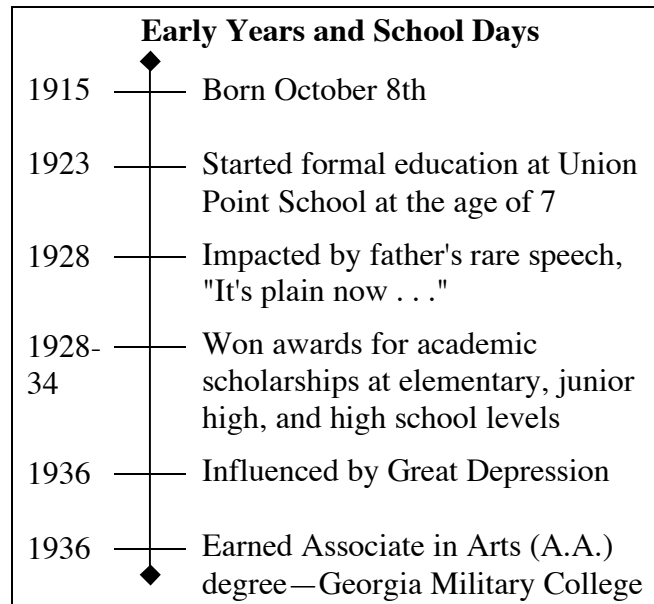 Early Years and School Days
1915 Born October 8th
1923 Started formal education at Union
Point School at the age of 7
1928 Impacted by father's rare speech,
"It's plain now . . ."
1928- Won awards for academic
34 scholarships at elementary, junior
high, and high school levels
1936 Influenced by Great Depression
1936 Earned Associate in Arts (A.A.)
degree—Georgia Military College